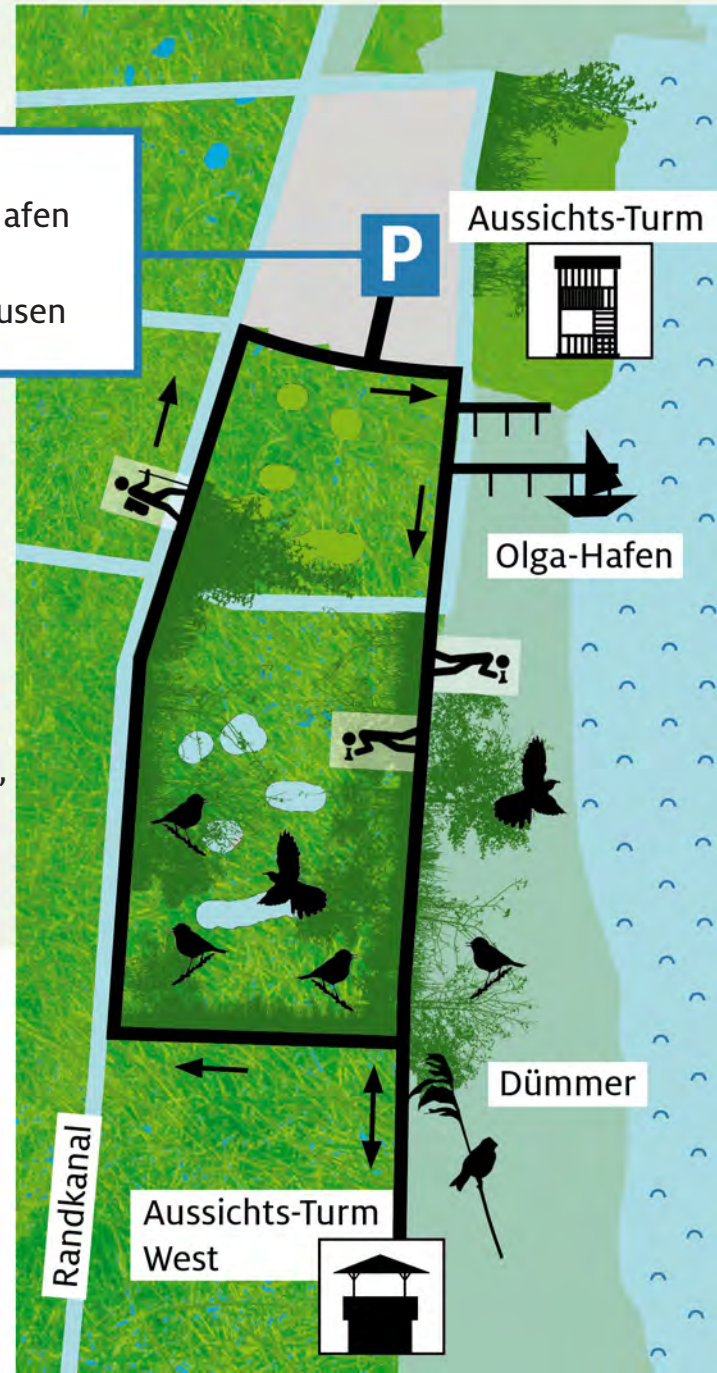 afen
usen
P
Aussichts-Turm
Olga-Hafen
,
Dümmer
Randkanal
Aussichts-Turm
West